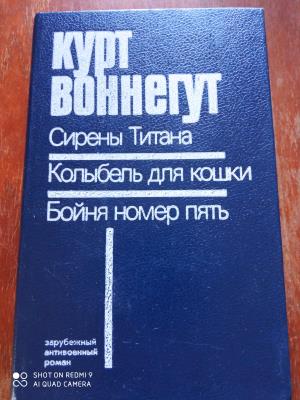 Курт
Воннегут
Сирены Титана
Колыбель для кошки
Бойня номер пять
зарубежный
антивоенный
роман
SHOT ON REDMI 9
AI QUAD CAMERA